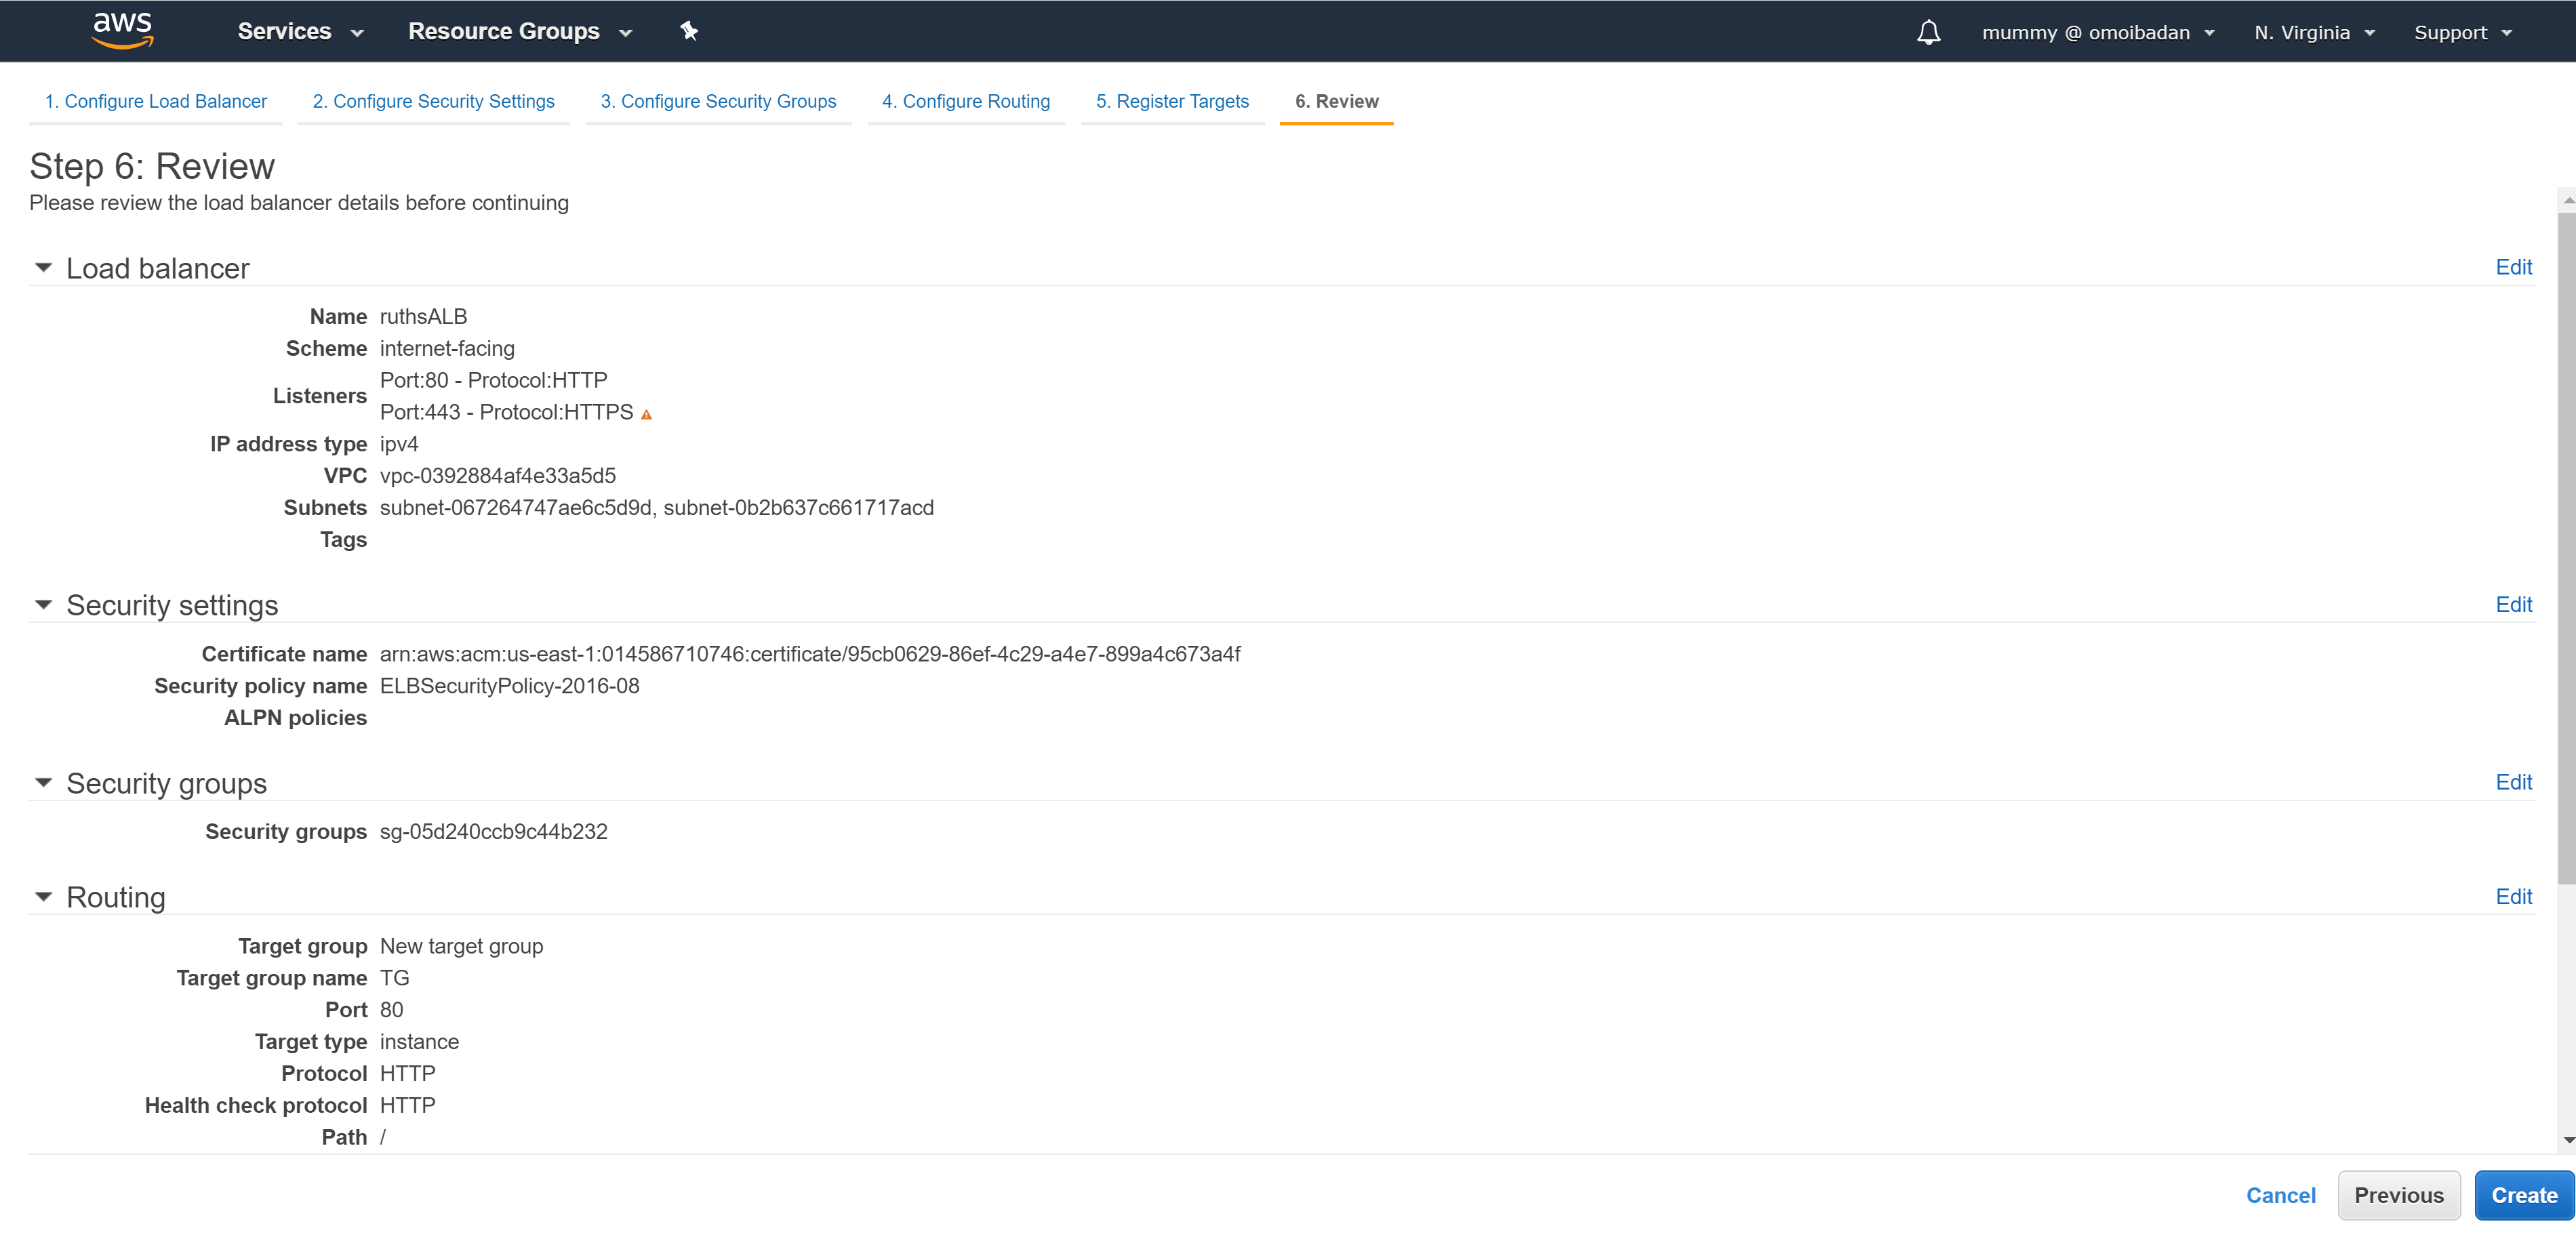 aws Services Resource Groups mummy @ omoibadan N. Virginia Support
1. Configure Load Balancer 2. Configure Security Settings 3. Configure Security Groups 4. Configure Routing 5. Register Targets 6. Review
Step 6: Review
Please review the load balancer details before continuing
Load balancer Edit
Name ruthsALB
Scheme internet-facing
Listeners Port:80 - Protocol:HTTP
Port:443 - Protocol:HTTPS
IP address type ipv4
VPC vpc-0392884af4e33a5d5
Subnets subnet-067264747ae6c5d9d, subnet-0b2b637c661717acd
Tags
Security settings Edit
Certificate name arn:aws:acm:us-east-1:014586710746:certificate/95cb0629-86ef-4c29-a4e7-899a4c673a4f
Security policy name ELBSecurityPolicy-2016-08
ALPN policies
Security groups Edit
Security groups sg-05d240ccb9c44b232
Routing Edit
Target group New target group
Target group name TG
Port 80
Target type instance
Protocol HTTP
Health check protocol HTTP
Path /
Cancel Previous Create